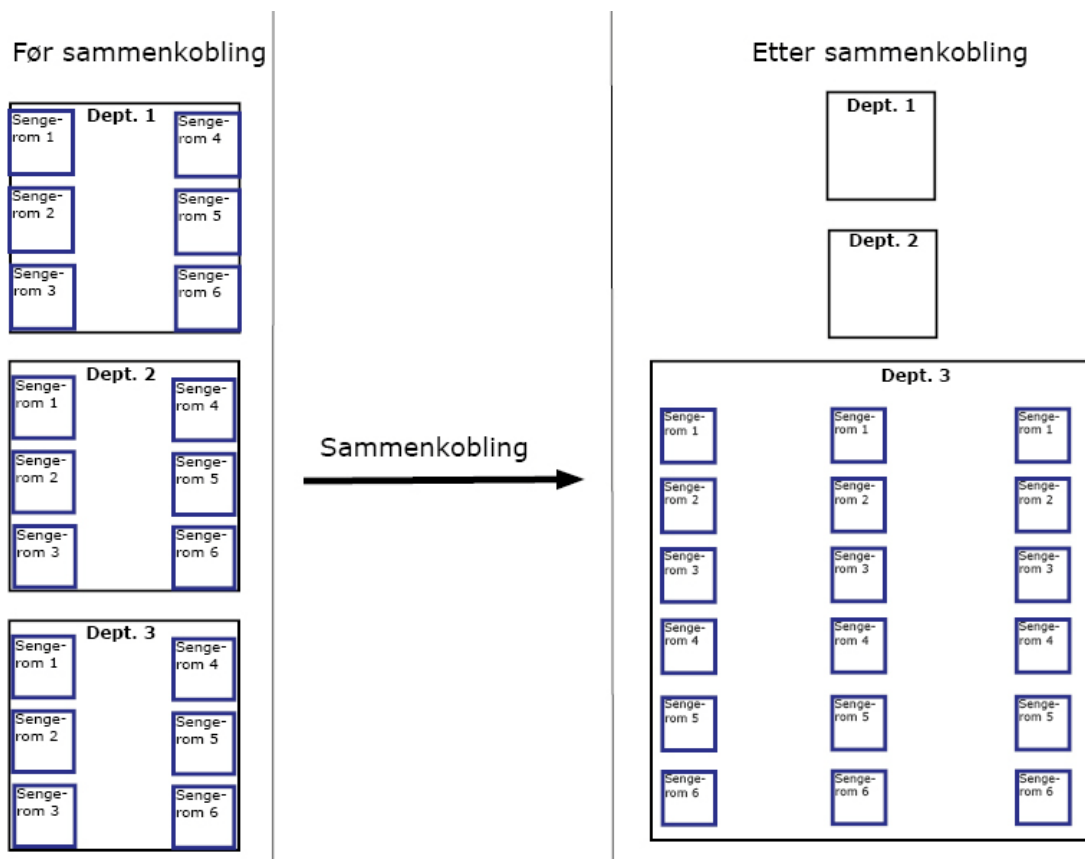 Før sammenkobling
Dept. 1
Senge-
rom 1
Senge-
rom 4
Senge-
rom 2
Senge-
rom 5
Senge-
rom 3
Senge-
rom 6
Dept. 2
Senge-
rom 1
Senge-
rom 4
Senge-
rom 2
Senge-
rom 5
Senge-
rom 3
Senge-
rom 6
Dept. 3
Senge-
rom 1
Senge-
rom 4
Senge-
rom 2
Senge-
rom 5
Senge-
rom 3
Senge-
rom 6
Sammenkobling
Etter sammenkobling
Dept. 1
Dept. 2
Dept. 3
Senge-
rom 1
Senge-
rom 1
Senge-
rom 1
Senge-
rom 2
Senge-
rom 2
Senge-
rom 2
Senge-
rom 3
Senge-
rom 3
Senge-
rom 3
Senge-
rom 4
Senge-
rom 4
Senge-
rom 4
Senge-
rom 5
Senge-
rom 5
Senge-
rom 5
Senge-
rom 6
Senge-
rom 6
Senge-
rom 6